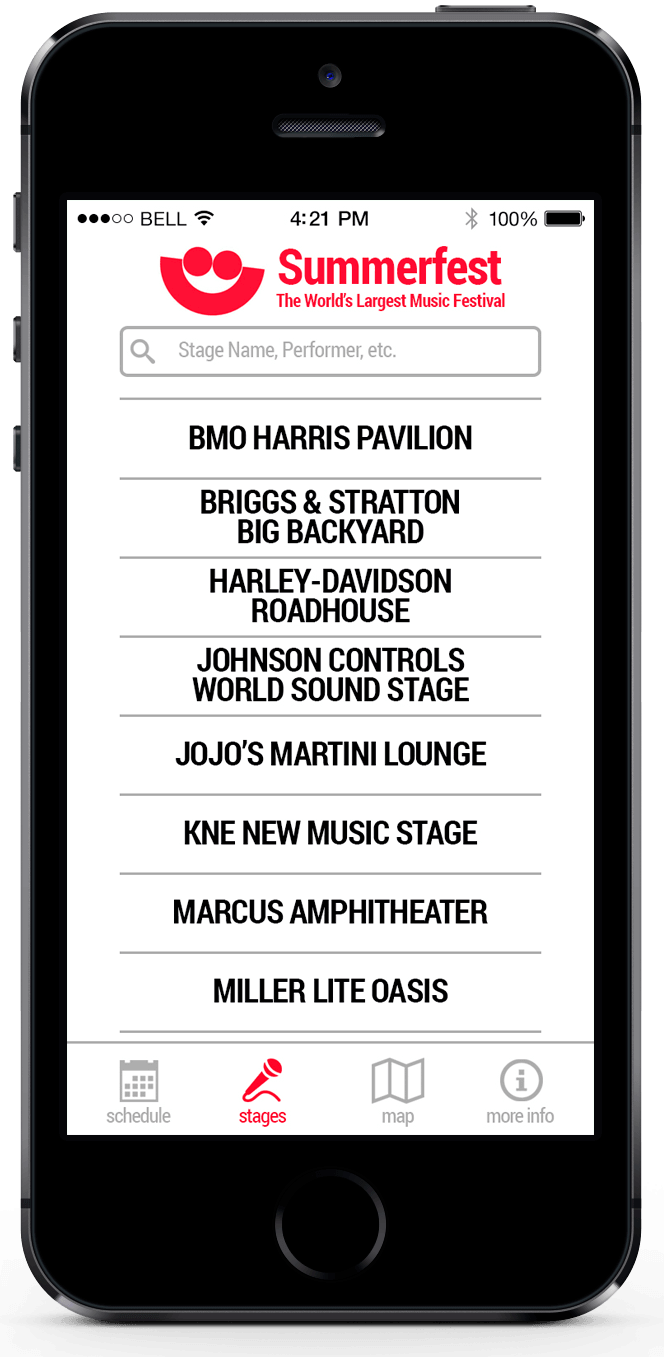 BELL 4:21 PM 100%
Summerfest
The World's Largest Music Festival
Stage Name, Performer, etc.
BMO HARRIS PAVILION
BRIGGS & STRATTON
BIG BACKYARD
HARLEY-DAVIDSON
ROADHOUSE
JOHNSON CONTROLS
WORLD SOUND STAGE
JOJO'S MARTINI LOUNGE
KNE NEW MUSIC STAGE
MARCUS AMPHITHEATER
MILLER LITE OASIS
schedule stages map more info